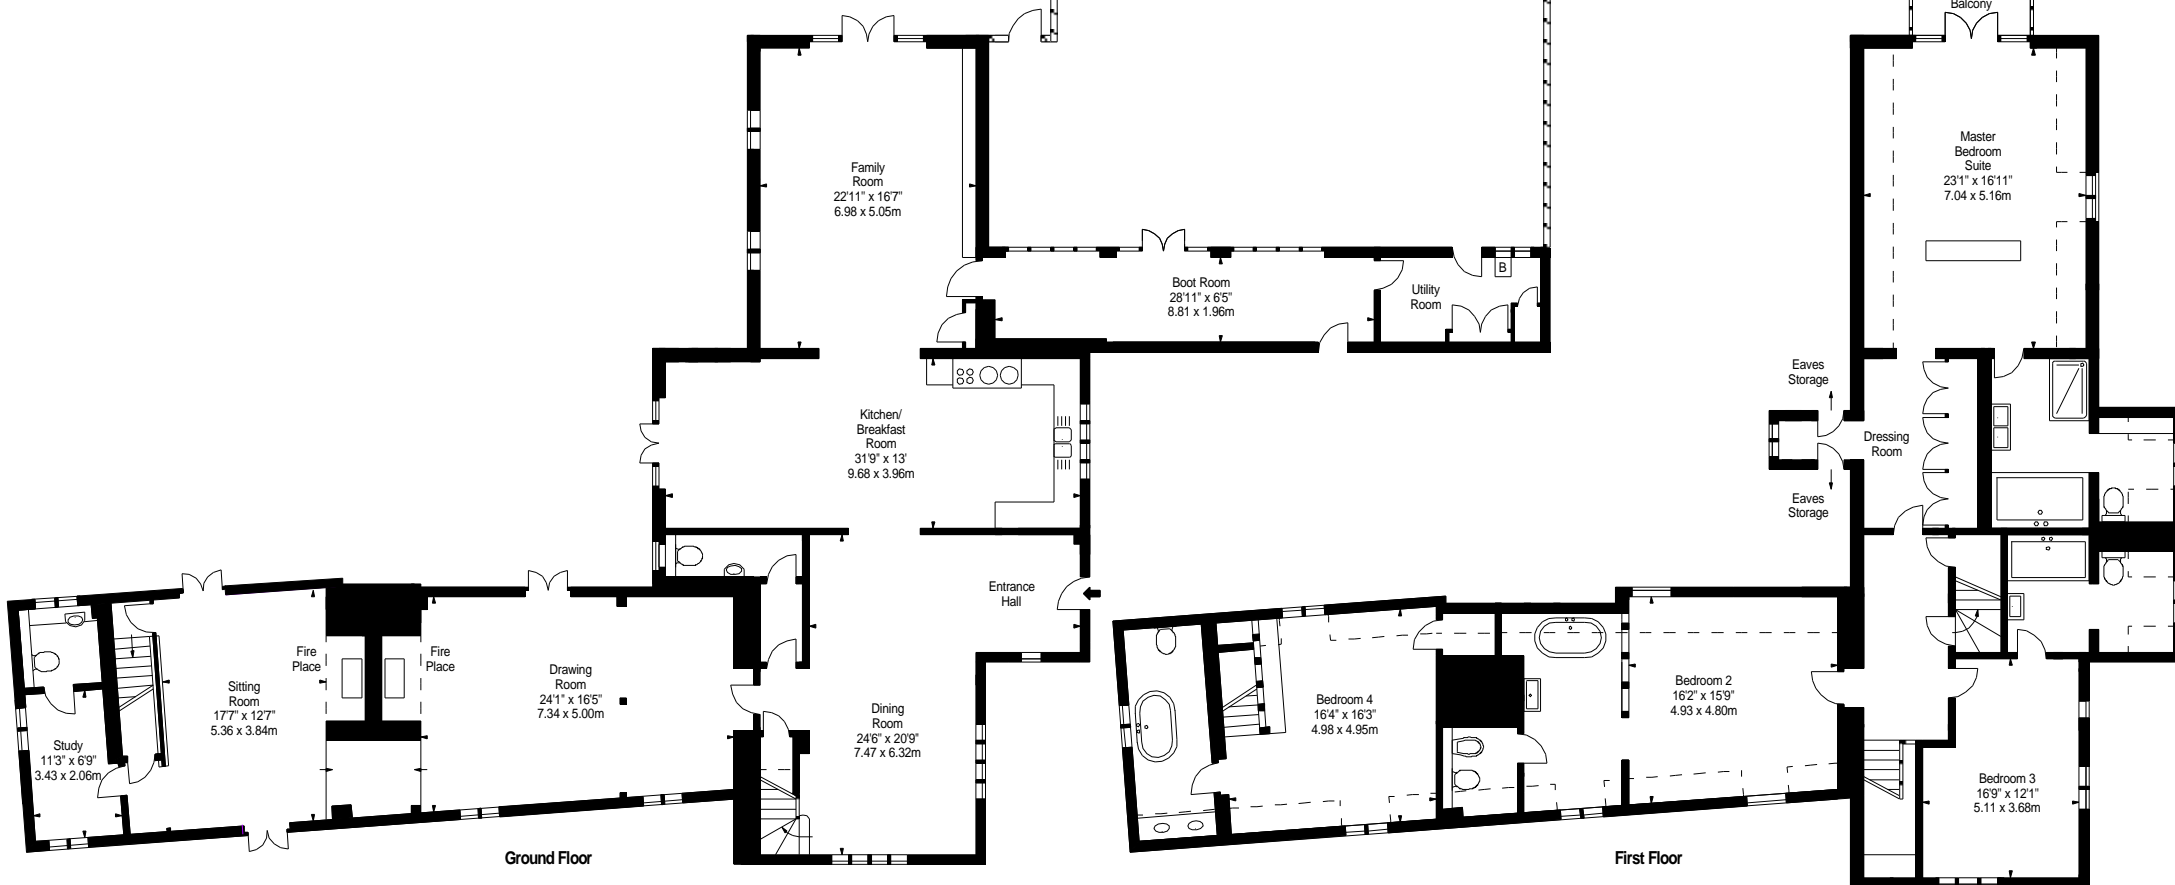 Balcony
Family
Room
22'11" x 16'7"
6.98 x 5.05m
Master
Bedroom
Suite
23'1" x 16'11"
7.04 x 5.16m
Boot Room
28'11" x 6'5"
8.81 x 1.96m
Utility
Room
B
Kitchen/
Breakfast
Room
31'9" x 13'
9.68 x 3.96m
Eaves
Storage
Dressing
Room
Eaves
Storage
Entrance
Hall
Fire
Place
Fire
Place
Sitting
Room
17'7" x 12'7"
5.36 x 3.84m
Drawing
Room
24'1" x 16'5"
7.34 x 5.00m
Study
11'3" x 6'9"
3.43 x 2.06m
Dining
Room
24'6" x 20'9"
7.47 x 6.32m
Bedroom 4
16'4" x 16'3"
4.98 x 4.95m
Bedroom 2
16'2" x 15'9"
4.93 x 4.80m
Bedroom 3
16'9" x 12'1"
5.11 x 3.68m
Ground Floor
First Floor